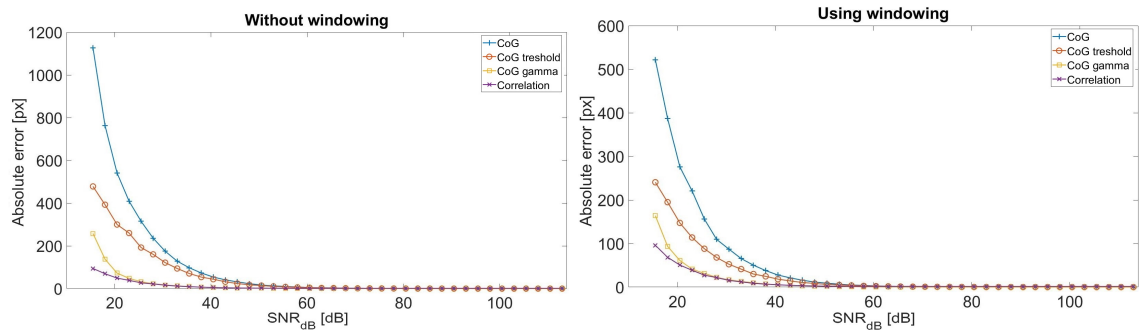 Without windowing
1200
1000
800
600
400
200
0
Absolute error [px]
20
40
60
80
100
SNR_dB [dB]
CoG
CoG treshold
CoG gamma
Correlation
Using windowing
600
500
400
300
200
100
0
Absolute error [px]
20
40
60
80
100
SNR_dB [dB]
CoG
CoG treshold
CoG gamma
Correlation